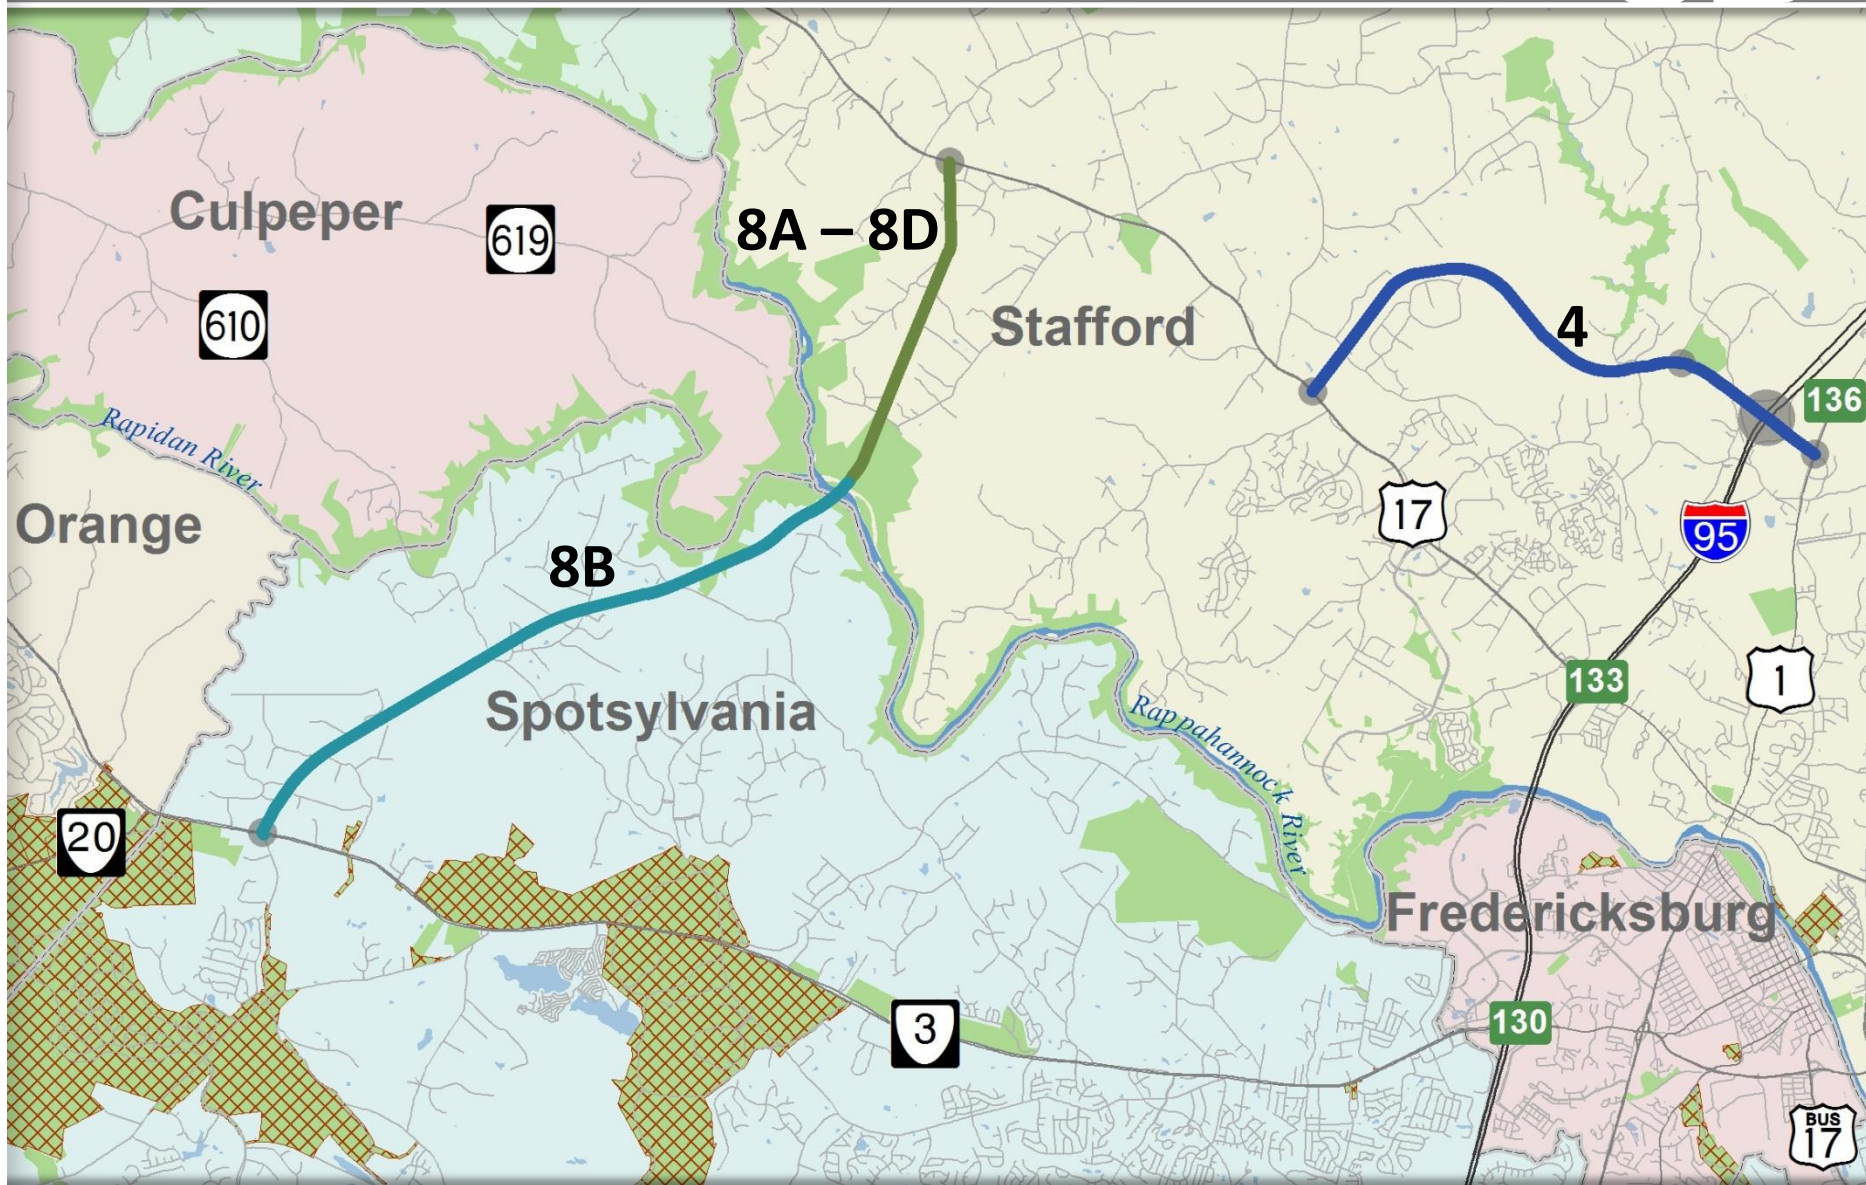 Culpeper
619
8A – 8D
610
Stafford
4
136
Rapidan River
17
Orange
95
8B
133
1
Spotsylvania
Rappahannock River
20
Fredericksburg
3
130
BUS
17